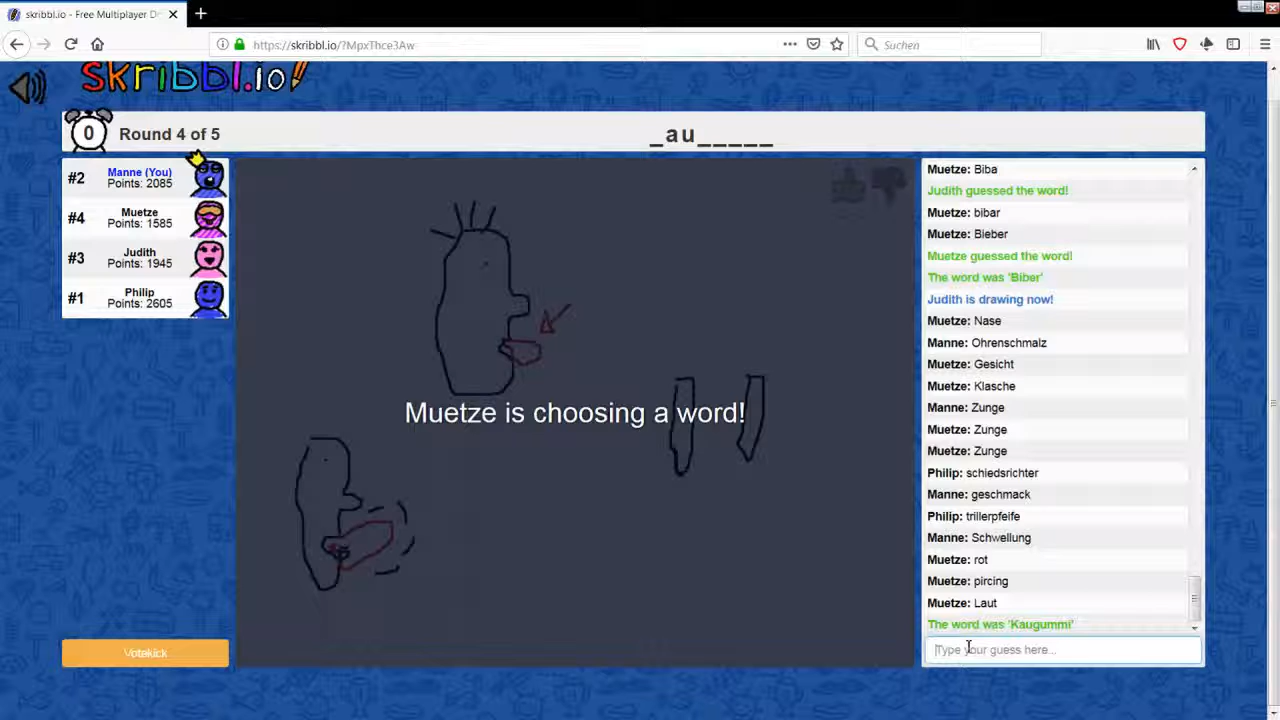 skribbl.io - Free Multiplayer Dr
https://skribbl.io/?MpxThce3Aw
Suchen
skribbl.io!
0
Round 4 of 5
_au_____
#2
Manne (You)
Points: 2085
#4
Muetze
Points: 1585
#3
Judith
Points: 1945
#1
Philip
Points: 2605
Votekick
Muetze is choosing a word!
Muetze: Biba
Judith guessed the word!
Muetze: bibar
Muetze: Bieber
Muetze guessed the word!
The word was 'Biber'
Judith is drawing now!
Muetze: Nase
Manne: Ohrenschmalz
Muetze: Gesicht
Muetze: Klasche
Manne: Zunge
Muetze: Zunge
Muetze: Zunge
Philip: schiedsrichter
Manne: geschmack
Philip: trillerpfeife
Manne: Schwellung
Muetze: rot
Muetze: pircing
Muetze: Laut
The word was 'Kaugummi'
Type your guess here...